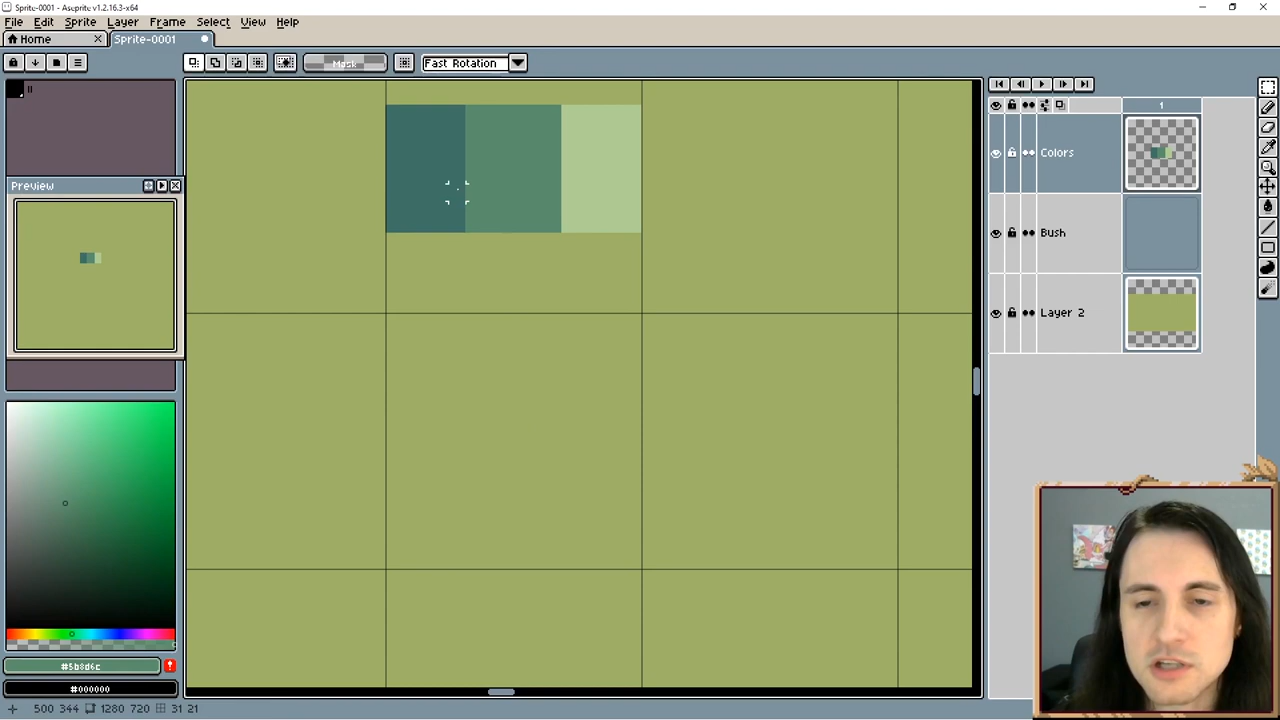 Sprite-0001 - Aseprite v1.2.16.3-x64
File Edit Sprite Layer Frame Select View Help
Home
Sprite-0001
Mask
Fast Rotation
1
Preview
Colors
Bush
Layer 2
#5b8d6c
#000000
500 344 1280 720 31 21